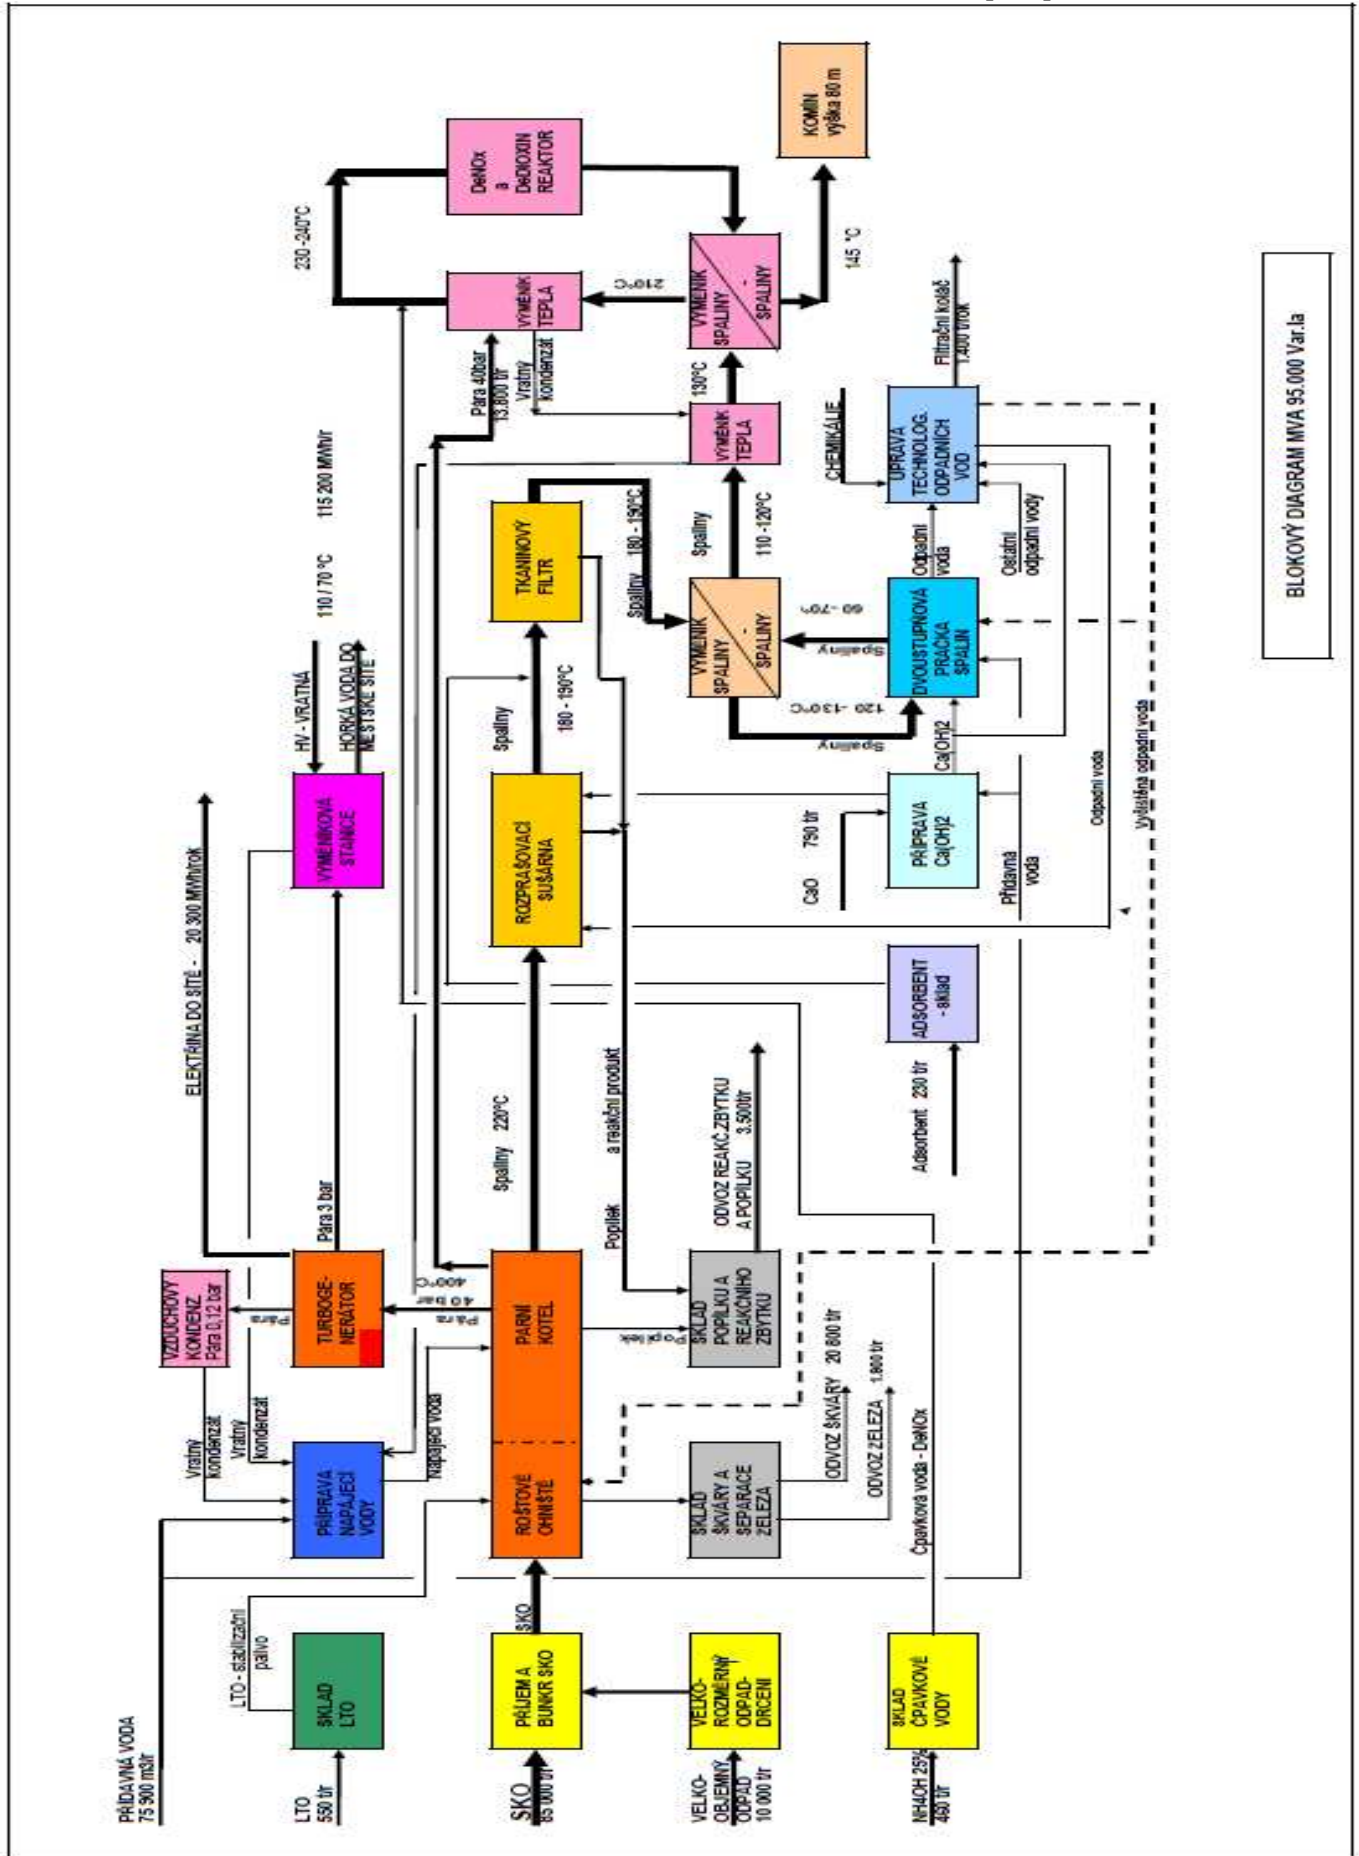 PŘÍDAVNÁ VODA
75 900 m3/r
LTO
550 t/r
SKO
85 000 t/r
VELKO-
OBJEMNÝ
ODPAD
10 000 t/r
NH4OH 25%
460 t/r
SKLAD
LTO
LTO - stabilizační
palivo
PŘÍJEM A
BUNKR SKO
SKO
VELKO-
ROZMĚRNÝ
ODPAD-
DRCENÍ
SKLAD
ČPAVKOVÉ
VODY
Čpavková voda - DeNOx
PŘÍPRAVA
NAPÁJECÍ
VODY
Vratný
kondenzát
Vratný
kondenzát
Napájecí voda
ROŠTOVÉ
OHNIŠTĚ
PARNÍ
KOTEL
SKLAD
ŠKVÁRY A
SEPARACE
ŽELEZA
ODVOZ ŠKVÁRY 20 800 t/r
ODVOZ ŽELEZA 1.800 t/r
VZDUCHOVÝ
KONDENZ.
Pára 0,12 bar
TURBOGE-
NERÁTOR
Pára
Pára
40 bar
400°C
Pára 3 bar
ELEKTŘINA DO SÍTĚ - 20 300 MWh/rok
SKLAD
POPÍLKU A
REAKČNÍHO
ZBYTKU
Popílek
Popílek a reakční produkt
ODVOZ REAKČ.ZBYTKU
A POPÍLKU 3.500t/r
Spaliny 220°C
Adsorbent 230 t/r
ADSORBENT
- sklad
VÝMĚNÍKOVÁ
STANICE
HV - VRATNÁ
HORKÁ VODA DO
MĚSTSKÉ SÍTĚ
110 / 70 °C 115 200 MWh/r
ROZPRAŠOVACÍ
SUŠÁRNA
Spaliny
180 - 190°C
CaO 790 t/r
PŘÍPRAVA
Ca(OH)2
Ca(OH)2
Přídavná
voda
Odpadní voda
Vyčištěná odpadní voda
TKANINOVÝ
FILTR
Spaliny 180 - 190°C
VÝMĚNÍK
SPALINY
-
SPALINY
Spaliny
120 -130°C
Spaliny
60 -70°C
DVOUSTUPŇOVÁ
PRAČKA
SPALIN
Spaliny
110 -120°C
Odpadní
voda
Ostatní
odpadní vody
CHEMIKÁLIE
ÚPRAVA
TECHNOLOG.
ODPADNÍCH
VOD
Filtrační koláč
1.400 t/rok
VÝMĚNÍK
TEPLA
130°C
Pára 40bar
13.800 t/r
Vratný
kondenzát
VÝMĚNÍK
TEPLA
210°C
VÝMĚNÍK
SPALINY
-
SPALINY
230 -240°C
DeNOx
a
DeDIOXIN
REAKTOR
145 °C
KOMÍN
výška 80 m
BLOKOVÝ DIAGRAM MVA 95.000 Var.Ia